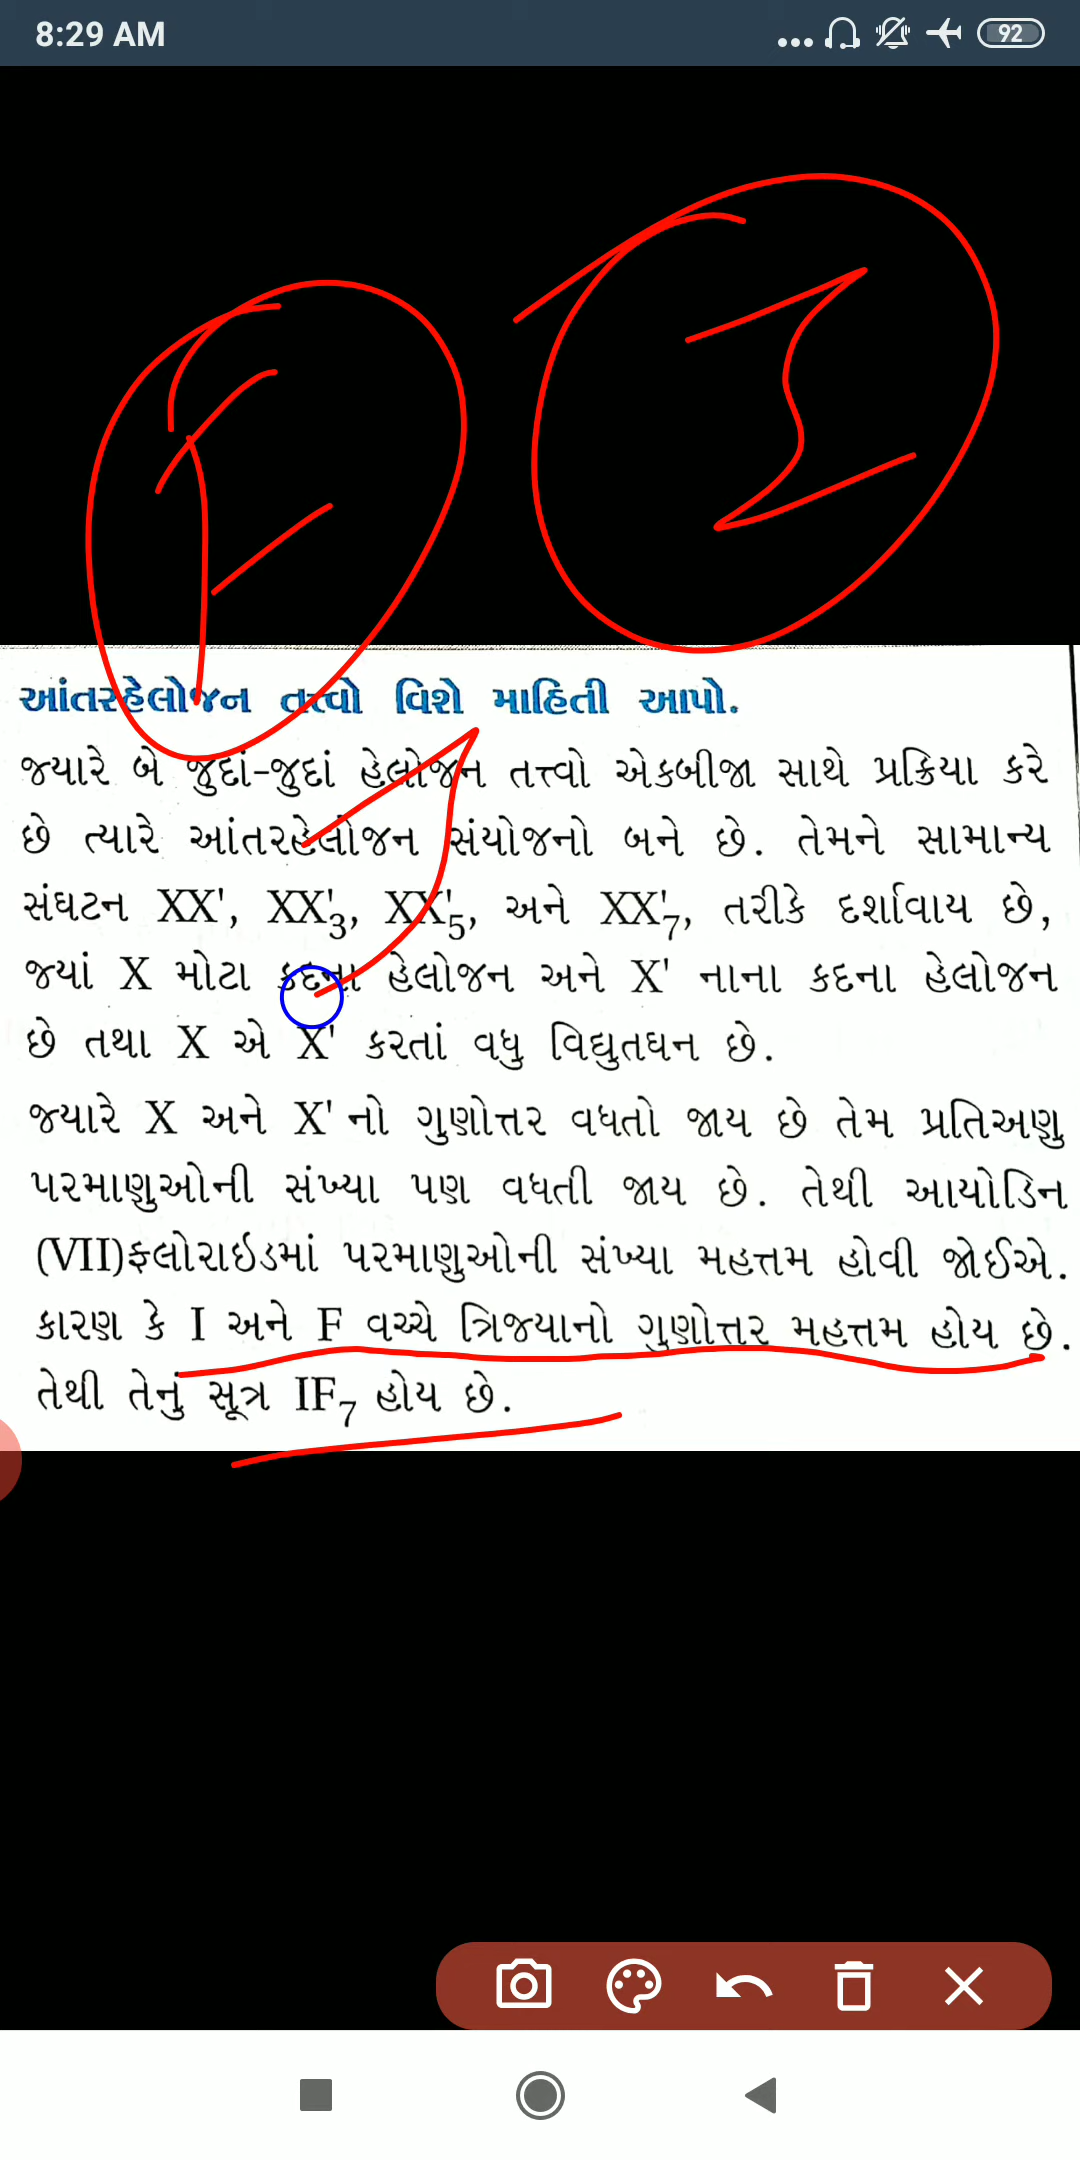 8:29 AM
92
F I
આંતરહેલોજન તત્ત્વો વિશે માહિતી આપો.
જ્યારે બે જુદાં-જુદાં હેલોજન તત્ત્વો એકબીજા સાથે પ્રક્રિયા કરે
છે ત્યારે આંતરહેલોજન સંયોજનો બને છે. તેમને સામાન્ય
સંઘટન XX', XX'₃, XX'₅, અને XX'₇, તરીકે દર્શાવાય છે,
જ્યાં X મોટા કદના હેલોજન અને X' નાના કદના હેલોજન
છે તથા X એ X' કરતાં વધુ વિદ્યુતઘન છે.
જ્યારે X અને X' નો ગુણોત્તર વધતો જાય છે તેમ પ્રતિઅણુ
પરમાણુઓની સંખ્યા પણ વધતી જાય છે. તેથી આયોડિન
(VII)ફ્લોરાઇડમાં પરમાણુઓની સંખ્યા મહત્તમ હોવી જોઈએ.
કારણ કે I અને F વચ્ચે ત્રિજ્યાનો ગુણોત્તર મહત્તમ હોય છે.
તેથી તેનું સૂત્ર IF₇ હોય છે.